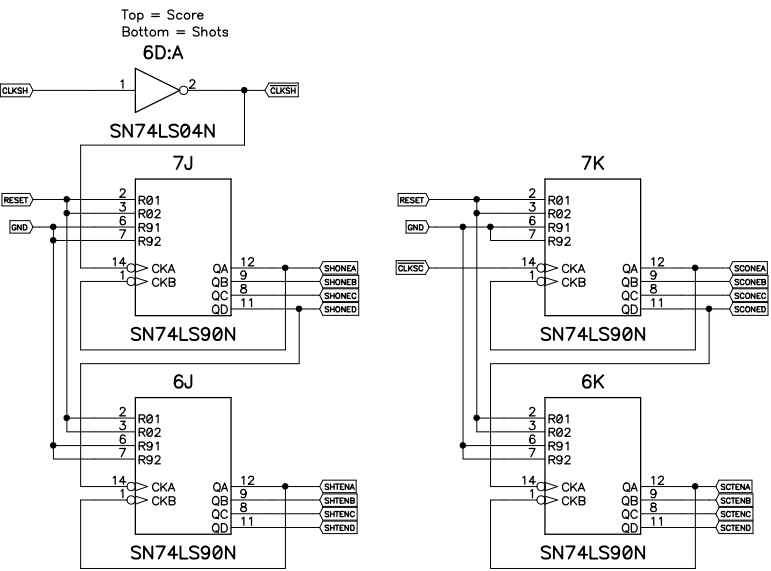 Top = Score
Bottom = Shots
6D:A
CLKSH 1 2 CLKSH
SN74LS04N
7J
RESET 2 R01
3 R02
GND 6 R91
7 R92
14 CKA QA 12 SHONEA
1 CKB QB 9 SHONEB
QC 8 SHONEC
QD 11 SHONED
SN74LS90N
6J
2 R01
3 R02
6 R91
7 R92
14 CKA QA 12 SHTENA
1 CKB QB 9 SHTENB
QC 8 SHTENC
QD 11 SHTEND
SN74LS90N
7K
RESET 2 R01
3 R02
GND 6 R91
7 R92
CLKSC 14 CKA QA 12 SCONEA
1 CKB QB 9 SCONEB
QC 8 SCONEC
QD 11 SCONED
SN74LS90N
6K
2 R01
3 R02
6 R91
7 R92
14 CKA QA 12 SCTENA
1 CKB QB 9 SCTENB
QC 8 SCTENC
QD 11 SCTEND
SN74LS90N